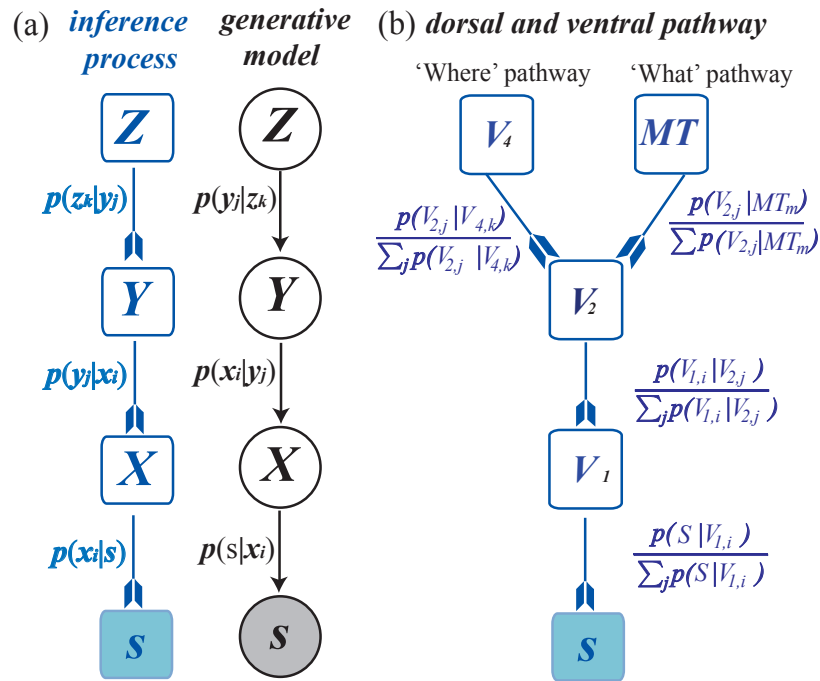 (a) inference process
generative model
Z
Z
p(zₖ|yⱼ)
p(yⱼ|zₖ)
Y
Y
p(yⱼ|xᵢ)
p(xᵢ|yⱼ)
X
X
p(xᵢ|s)
p(s|xᵢ)
s
s
(b) dorsal and ventral pathway
‘Where’ pathway
‘What’ pathway
V₄
MT
p(V₂,ⱼ|V₄,ₖ)
∑ⱼ p(V₂,ⱼ |V₄,ₖ)
p(V₂,ⱼ|MTₘ)
∑ p(V₂,ⱼ|MTₘ)
V₂
p(V₁,ᵢ|V₂,ⱼ)
∑ⱼp(V₁,ᵢ|V₂,ⱼ)
V₁
p(S|V₁,ᵢ)
∑ⱼp(S|V₁,ᵢ)
s